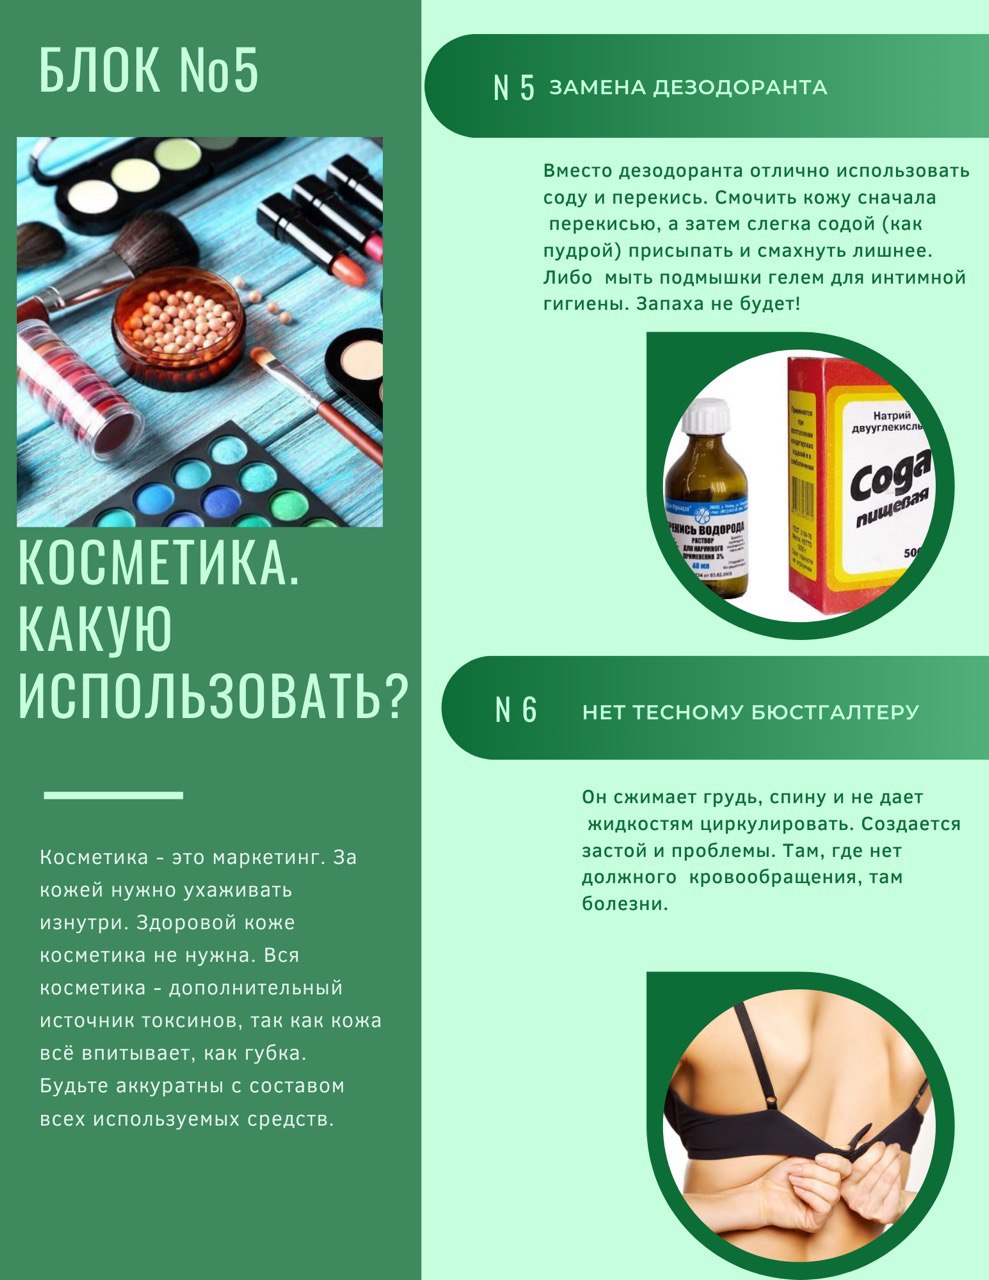 БЛОК №5
КОСМЕТИКА.
КАКУЮ
ИСПОЛЬЗОВАТЬ?
Косметика - это маркетинг. За
кожей нужно ухаживать
изнутри. Здоровой коже
косметика не нужна. Вся
косметика - дополнительный
источник токсинов, так как кожа
всё впитывает, как губка.
Будьте аккуратны с составом
всех используемых средств.
N 5 ЗАМЕНА ДЕЗОДОРАНТА
Вместо дезодоранта отлично использовать
соду и перекись. Смочить кожу сначала
перекисью, а затем слегка содой (как
пудрой) присыпать и смахнуть лишнее.
Либо мыть подмышки гелем для интимной
гигиены. Запаха не будет!
РЕКИСЬ ВОДОРОДА
РАСТВОР
ДЛЯ НАРУЖНОГО
ПРИМЕНЕНИЯ 3%
40 мл
Натрий
двууглекислы
Сода
пищевая
500
N 6 НЕТ ТЕСНОМУ БЮСТГАЛТЕРУ
Он сжимает грудь, спину и не дает
жидкостям циркулировать. Создается
застой и проблемы. Там, где нет
должного кровообращения, там
болезни.